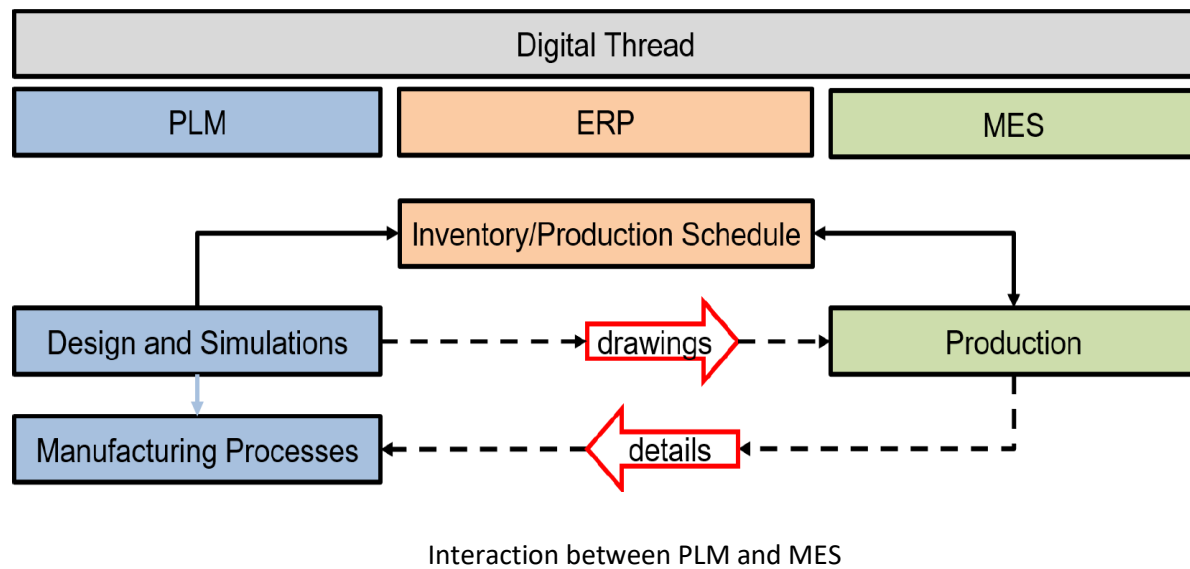 Digital Thread
PLM
ERP
MES
Inventory/Production Schedule
Design and Simulations
drawings
Production
Manufacturing Processes
details
Interaction between PLM and MES